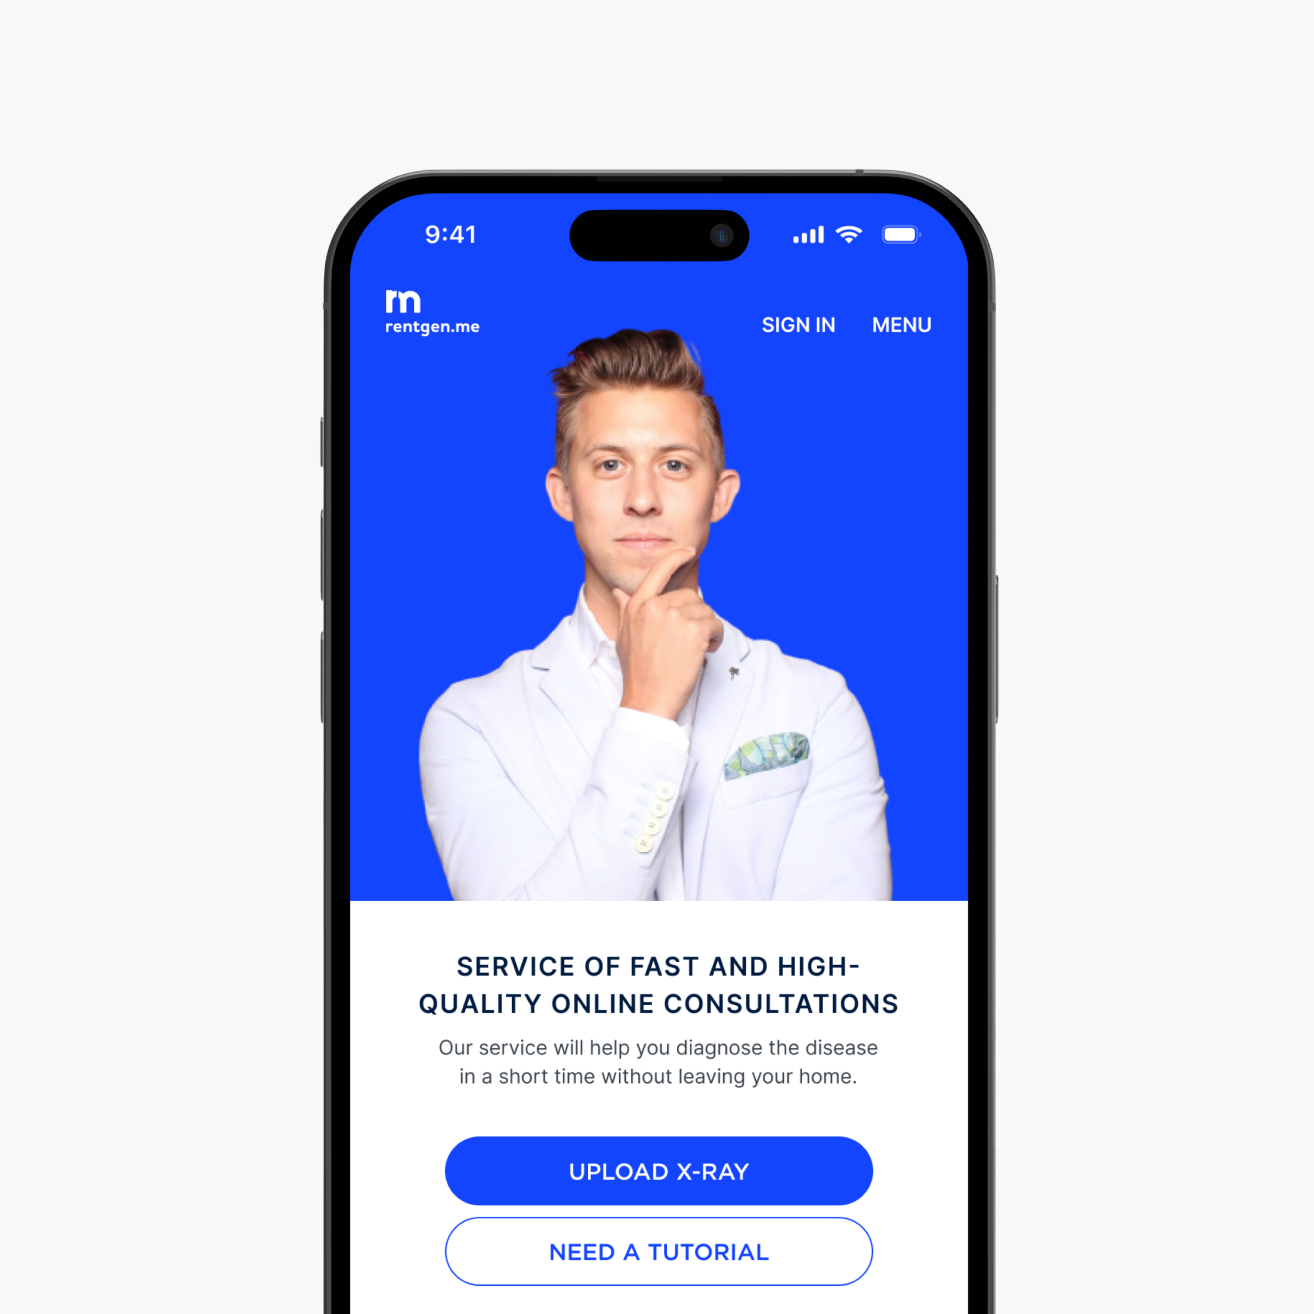 9:41
rn
rentgen.me
SIGN IN MENU
SERVICE OF FAST AND HIGH-
QUALITY ONLINE CONSULTATIONS
Our service will help you diagnose the disease
in a short time without leaving your home.
UPLOAD X-RAY
NEED A TUTORIAL